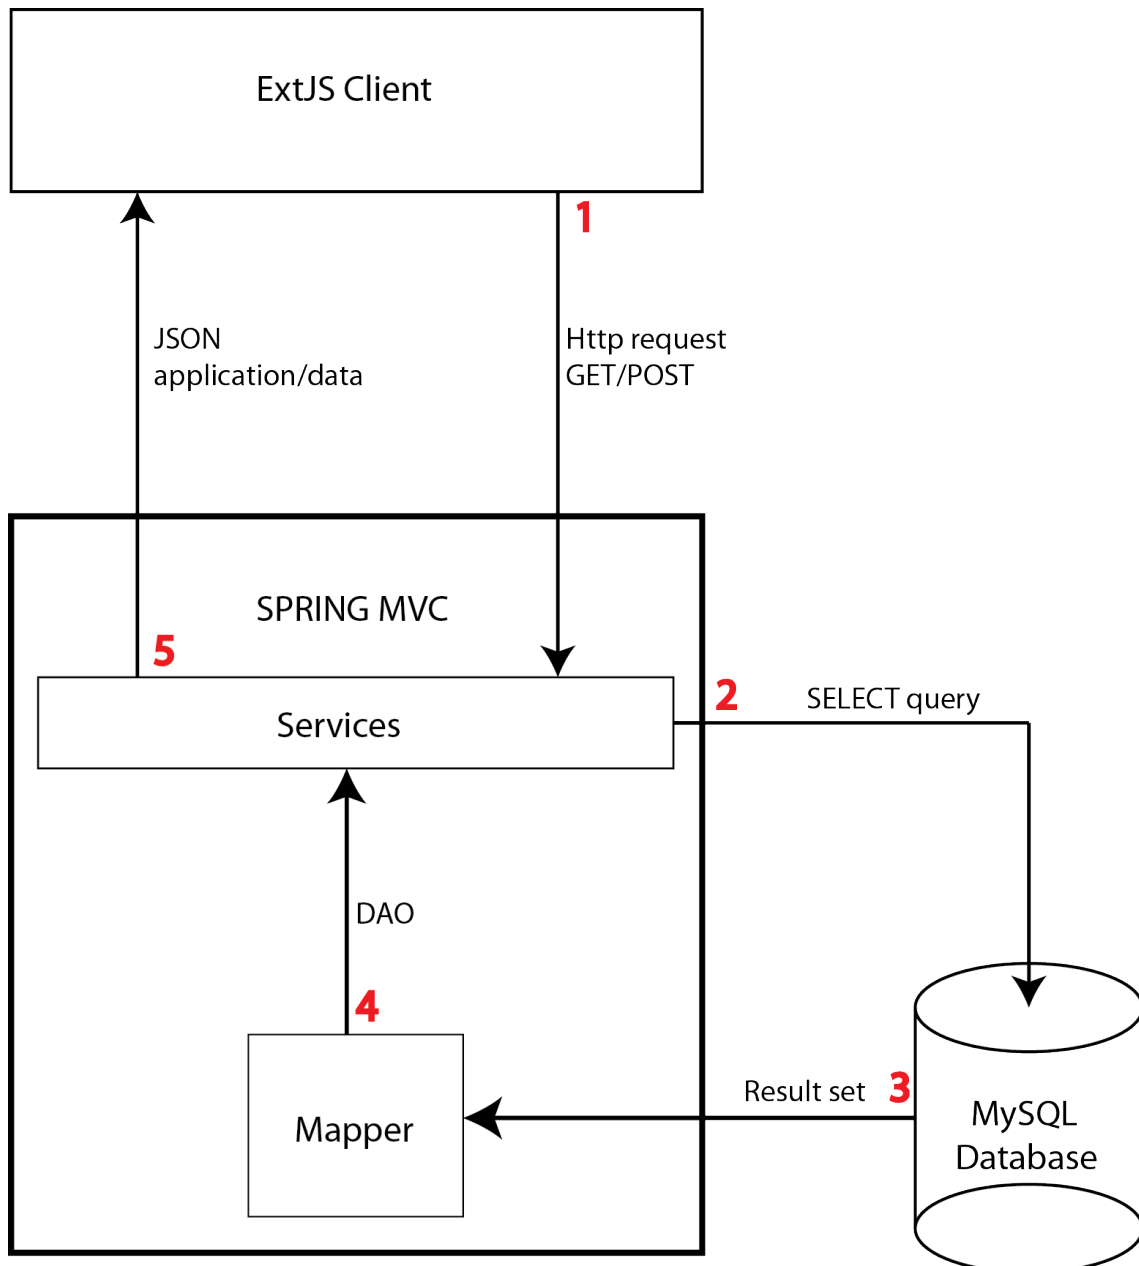 ExtJS Client
1
JSON
application/data
Http request
GET/POST
SPRING MVC
5
Services
2
SELECT query
DAO
4
Mapper
Result set
3
MySQL
Database